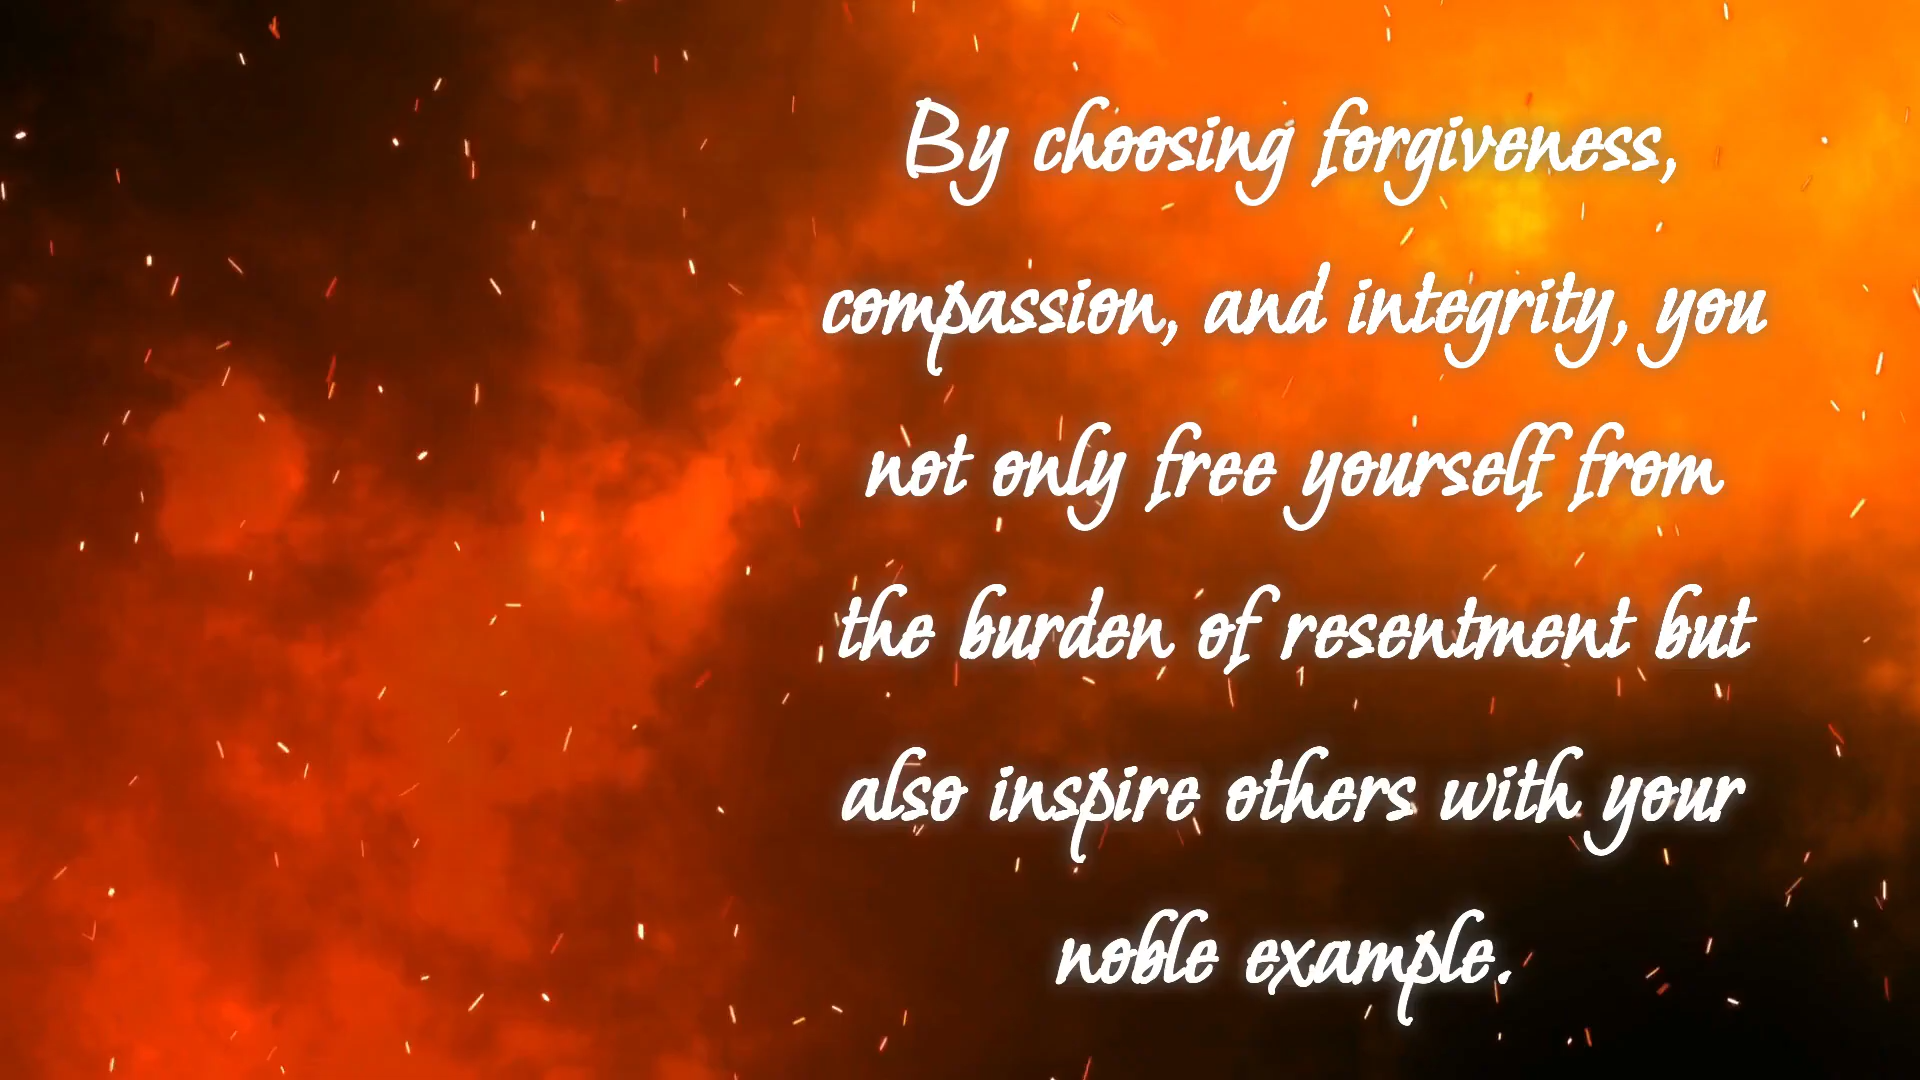 By choosing forgiveness,
compassion, and integrity, you
not only free yourself from
the burden of resentment but
also inspire others with your
noble example.